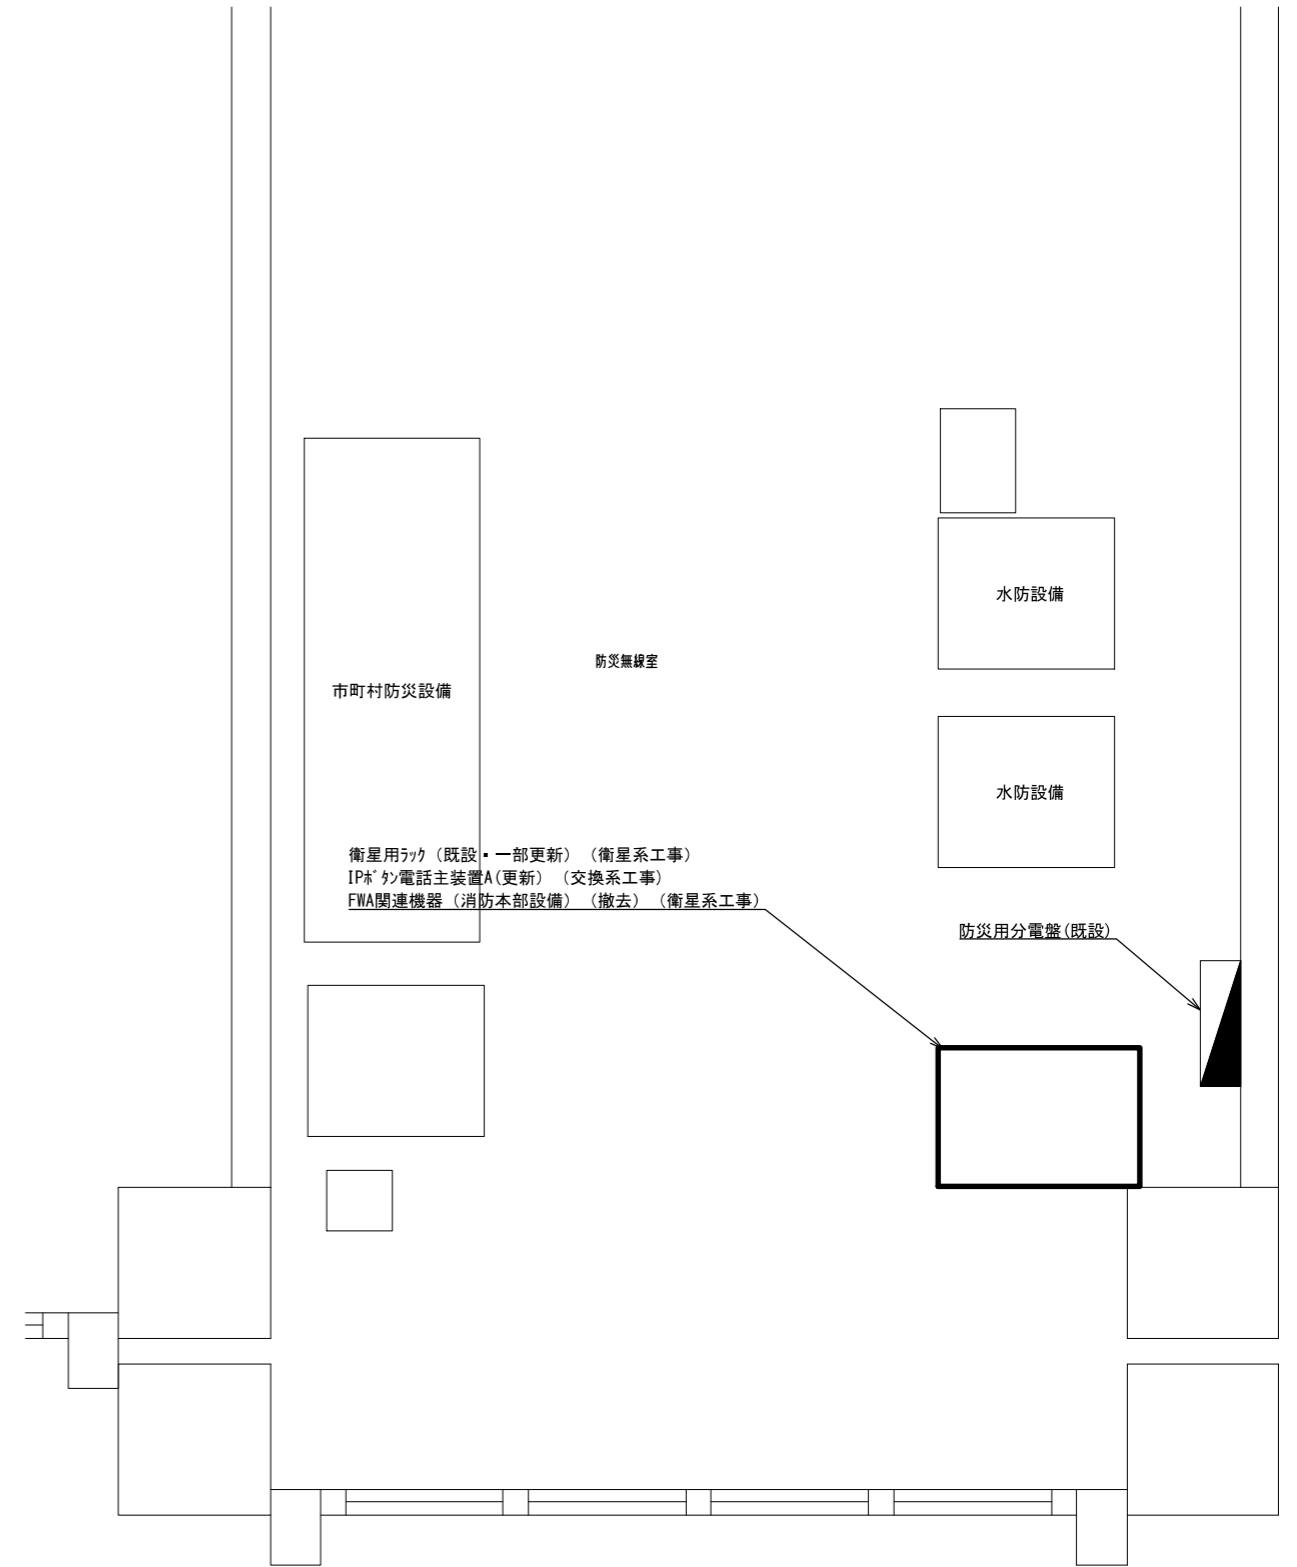 水防設備
防災無線室
市町村防災設備
水防設備
衛星用ﾗｯｸ（既設・一部更新）（衛星系工事）
IPﾎﾞﾀﾝ電話主装置A(更新）（交換系工事）
FWA関連機器（消防本部設備）（撤去）（衛星系工事）
防災用分電盤(既設)